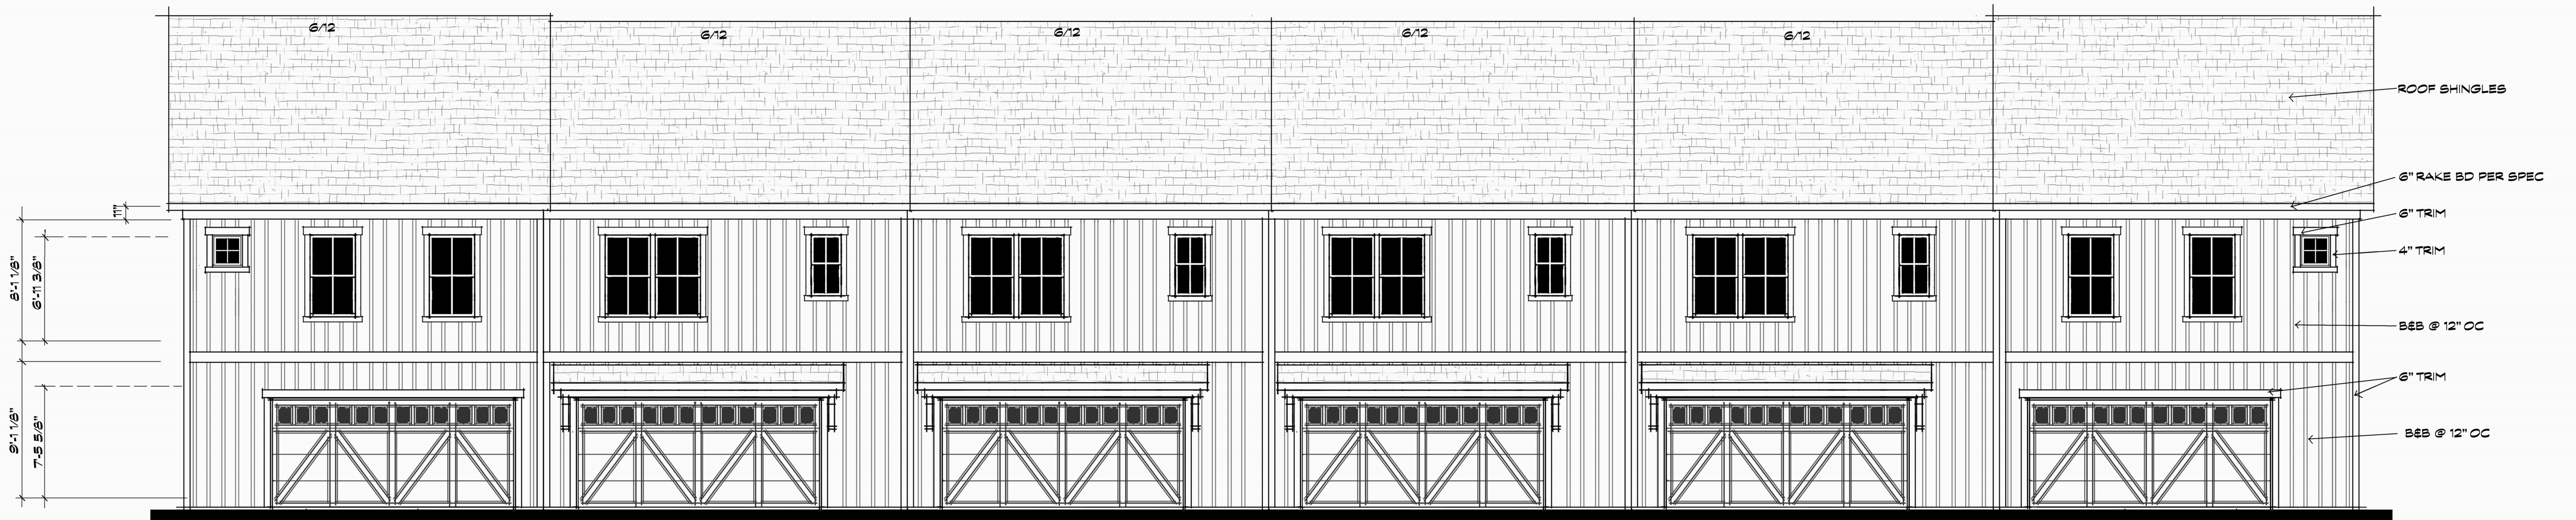 6/12
6/12
6/12
6/12
6/12
ROOF SHINGLES
6" RAKE BD PER SPEC
11"
6" TRIM
4" TRIM
8'-1 1/8"
6'-11 3/8"
B&B @ 12" OC
6" TRIM
9'-1 1/8"
7'-5 5/8"
B&B @ 12" OC